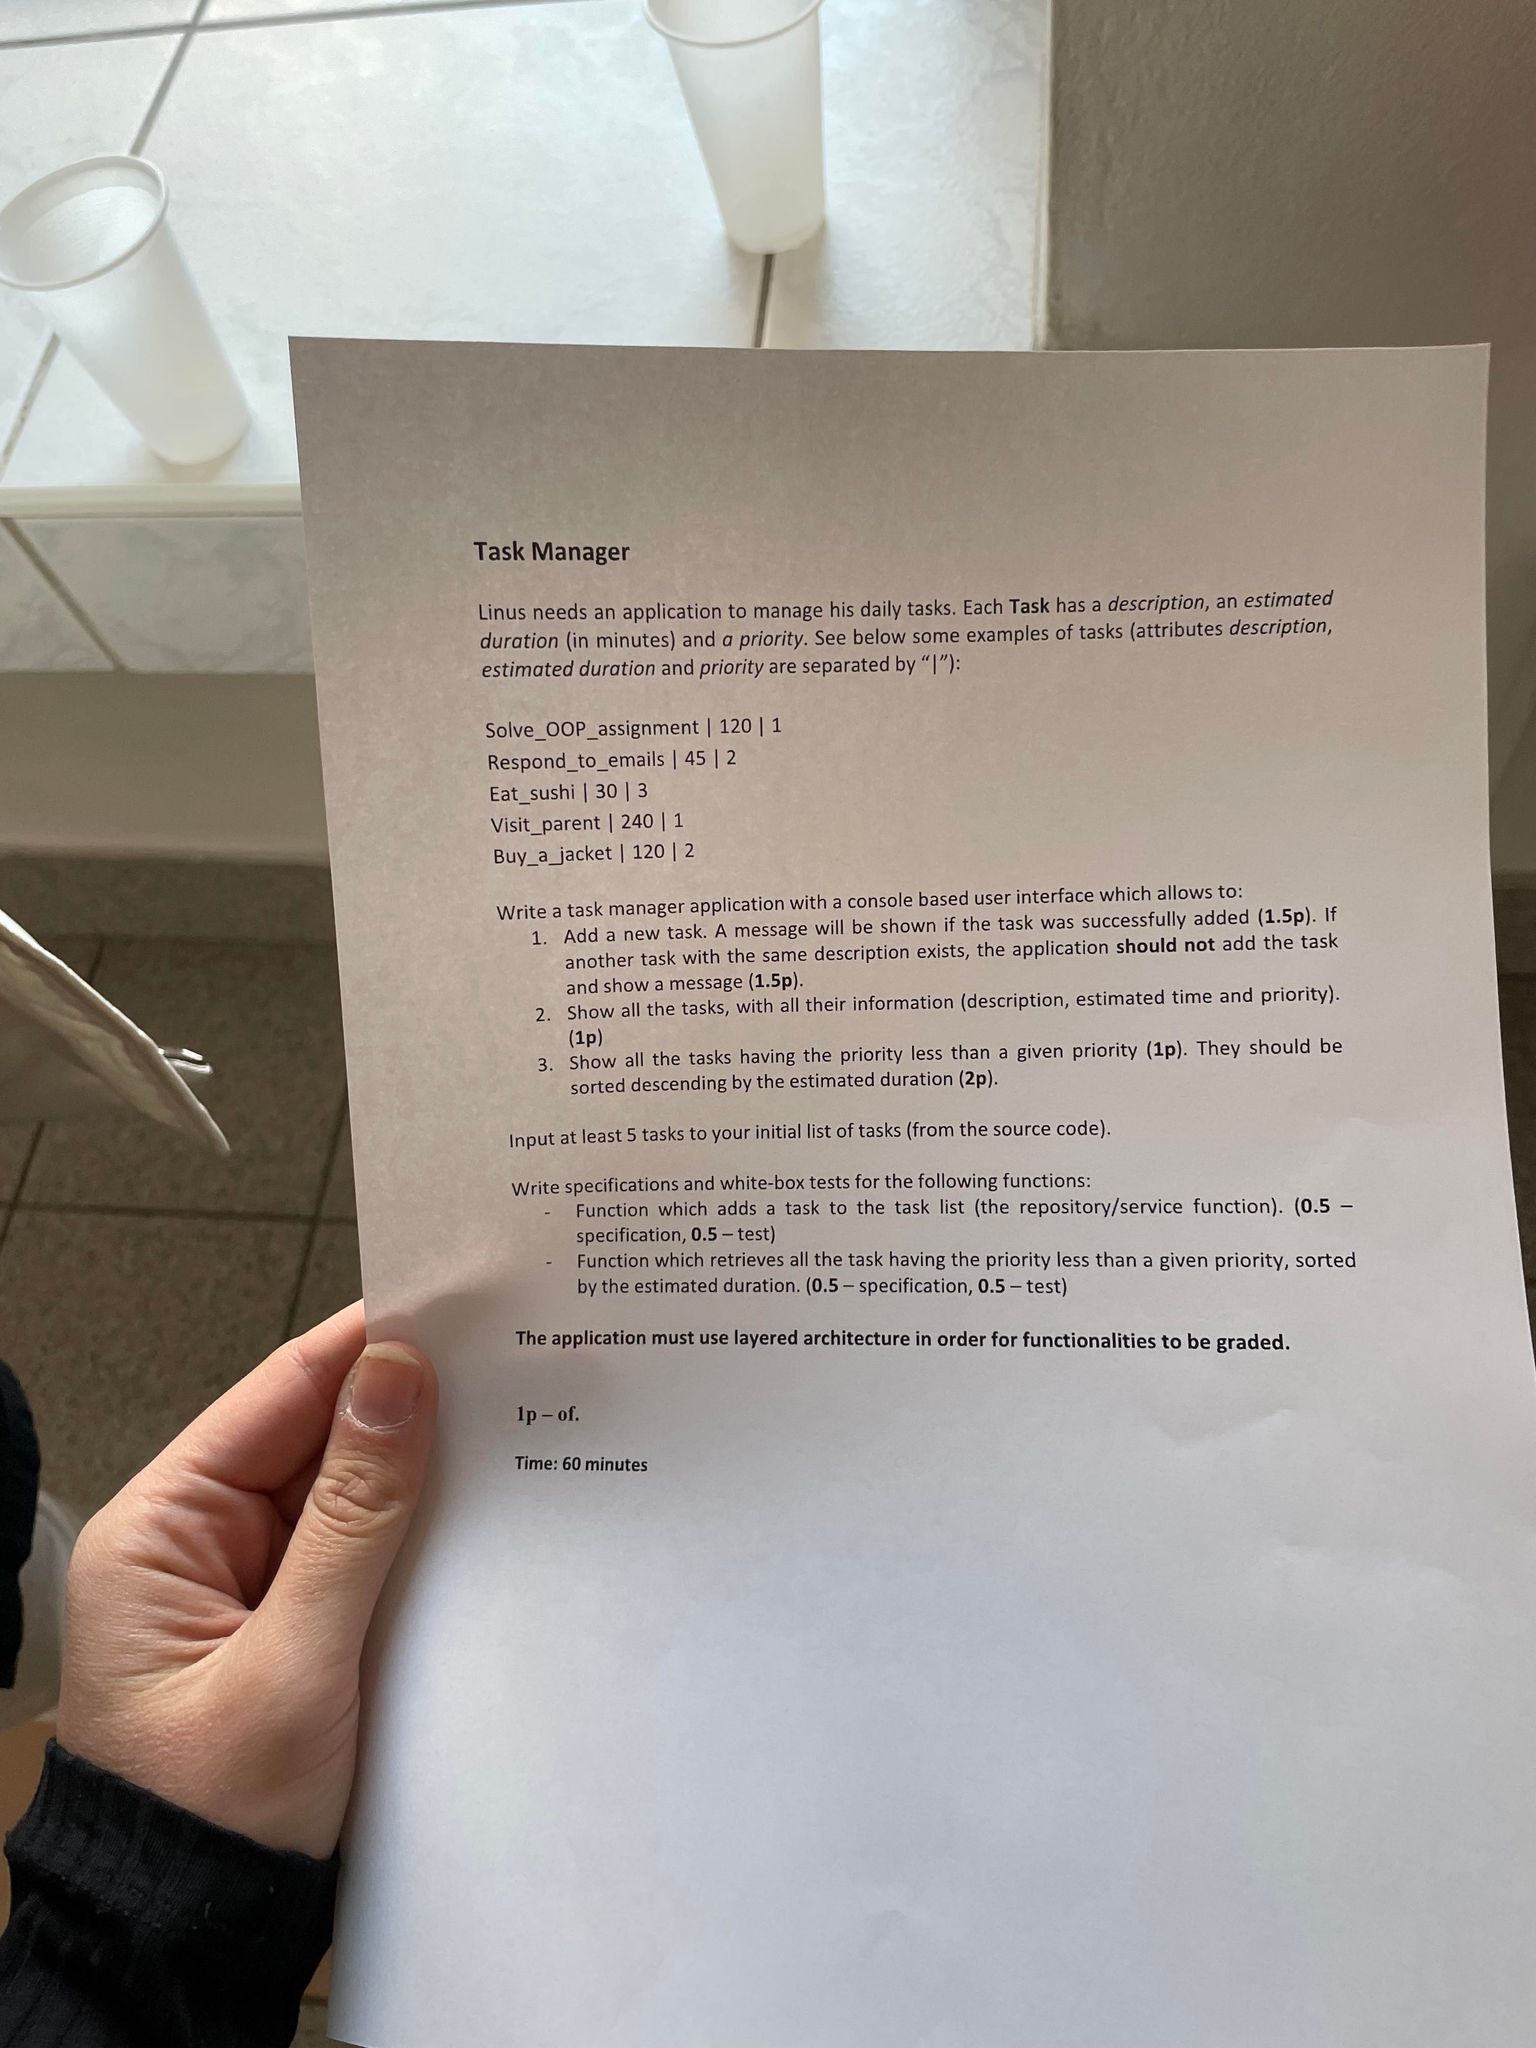 Task Manager
Linus needs an application to manage his daily tasks. Each Task has a description, an estimated
duration (in minutes) and a priority. See below some examples of tasks (attributes description,
estimated duration and priority are separated by “|”):
Solve_OOP_assignment | 120 | 1
Respond_to_emails | 45 | 2
Eat_sushi | 30 | 3
Visit_parent | 240 | 1
Buy_a_jacket | 120 | 2
Write a task manager application with a console based user interface which allows to:
1. Add a new task. A message will be shown if the task was successfully added (1.5p). If
another task with the same description exists, the application should not add the task
and show a message (1.5p).
2. Show all the tasks, with all their information (description, estimated time and priority).
(1p)
3. Show all the tasks having the priority less than a given priority (1p). They should be
sorted descending by the estimated duration (2p).
Input at least 5 tasks to your initial list of tasks (from the source code).
Write specifications and white-box tests for the following functions:
- Function which adds a task to the task list (the repository/service function). (0.5 –
specification, 0.5 – test)
- Function which retrieves all the task having the priority less than a given priority, sorted
by the estimated duration. (0.5 – specification, 0.5 – test)
The application must use layered architecture in order for functionalities to be graded.
1p – of.
Time: 60 minutes